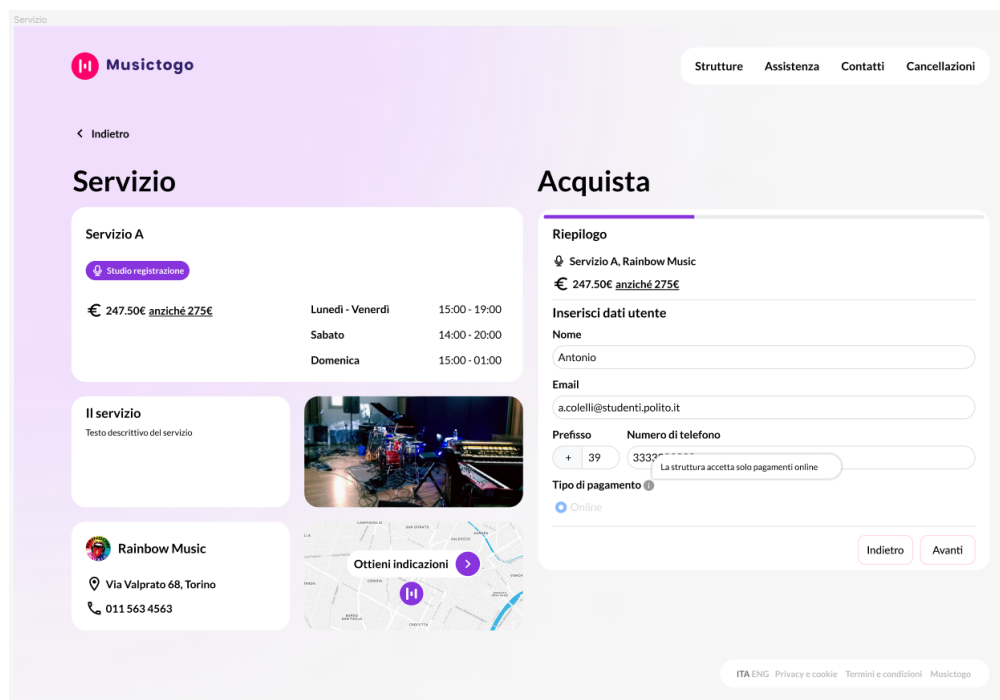 Servizio
Musictogo
Strutture Assistenza Contatti Cancellazioni
Indietro
Servizio
Servizio A
Studio registrazione
247.50€ anziché 275€
Lunedì - Venerdì 15:00 - 19:00
Sabato 14:00 - 20:00
Domenica 15:00 - 01:00
Il servizio
Testo descrittivo del servizio
Rainbow Music
Via Valprato 68, Torino
011 563 4563
Ottieni indicazioni
Acquista
Riepilogo
Servizio A, Rainbow Music
€ 247.50€ anziché 275€
Inserisci dati utente
Nome
Antonio
Email
a.colelli@studenti.polito.it
Prefisso Numero di telefono
+ 39
La struttura accetta solo pagamenti online
Tipo di pagamento
Online
Indietro Avanti
ITA ENG Privacy e cookie Termini e condizioni Musictogo